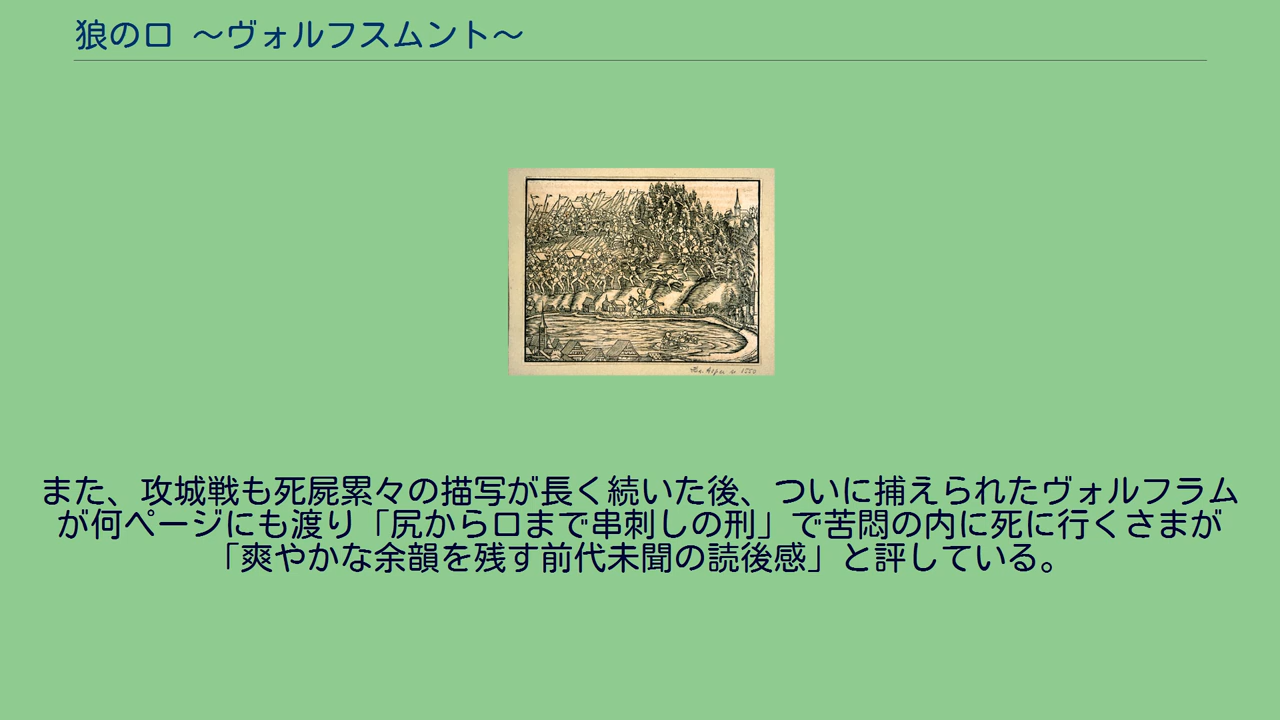 狼の口 〜ヴォルフスムント〜
また、攻城戦も死屍累々の描写が長く続いた後、ついに捕えられたヴォルフラム
が何ページにも渡り「尻から口まで串刺しの刑」で苦悶の内に死に行くさまが
「爽やかな余韻を残す前代未聞の読後感」と評している。